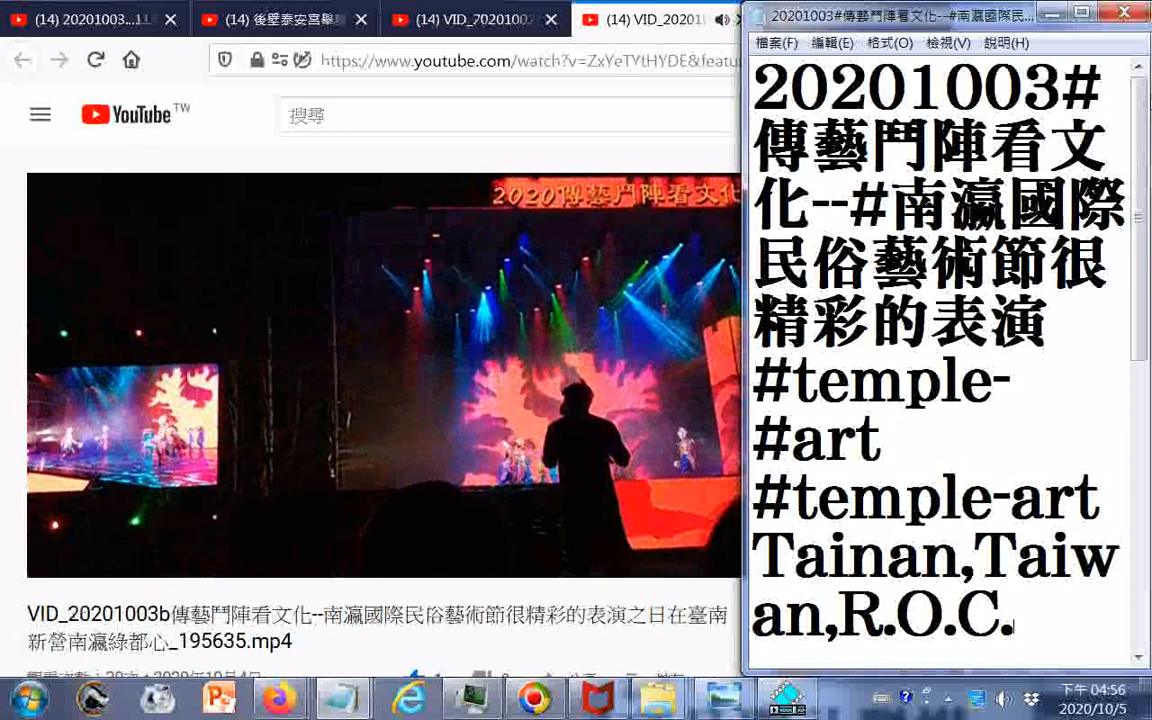 (14) 20201003...1
(14) 後壁泰安宮舉
(14) VID_20201002
(14) VID_20201
20201003#傳藝鬥陣看文化--#南瀛國際民...
檔案(F) 編輯(E) 格式(O) 檢視(V) 說明(H)
https://www.youtube.com/watch?v=ZxYeTYtHYDE&featu
YouTube TW
搜尋
2020傳藝鬥陣看文化
20201003#
傳藝鬥陣看文
化--#南瀛國際
民俗藝術節很
精彩的表演
#temple-
#art
#temple-art
Tainan,Taiw
an,R.O.C.
VID_20201003b傳藝鬥陣看文化--南瀛國際民俗藝術節很精彩的表演之日在臺南
新營南瀛綠都心_195635.mp4
下午 04:56
2020/10/5